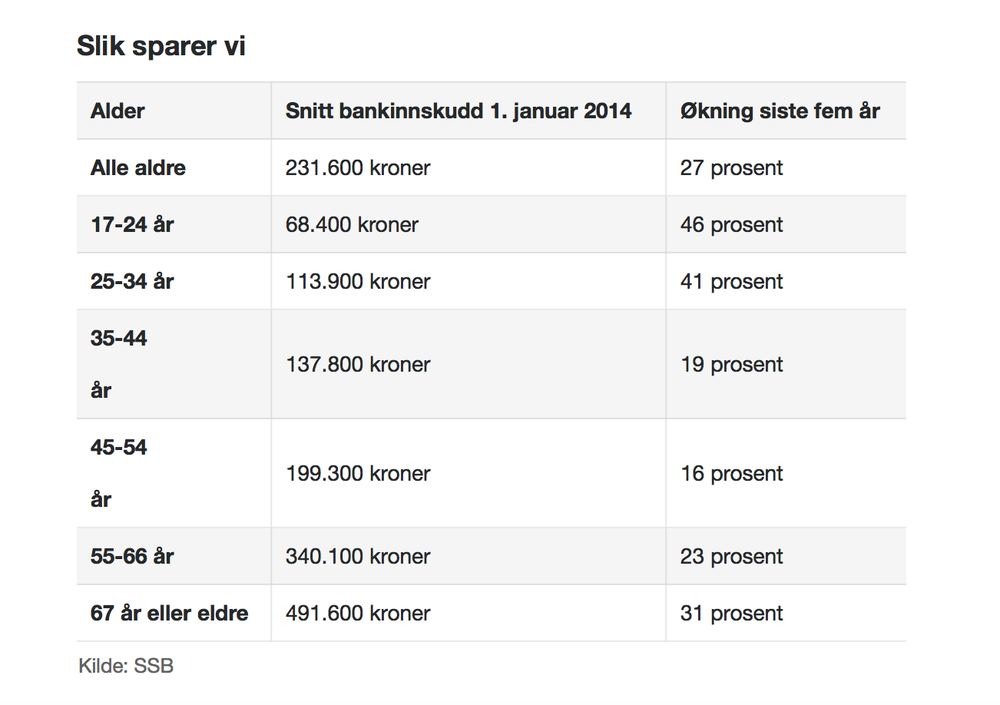 Slik sparer vi
Alder Snitt bankinnskudd 1. januar 2014 Økning siste fem år
Alle aldre 231.600 kroner 27 prosent
17-24 år 68.400 kroner 46 prosent
25-34 år 113.900 kroner 41 prosent
35-44
år 137.800 kroner 19 prosent
45-54
år 199.300 kroner 16 prosent
55-66 år 340.100 kroner 23 prosent
67 år eller eldre 491.600 kroner 31 prosent
Kilde: SSB